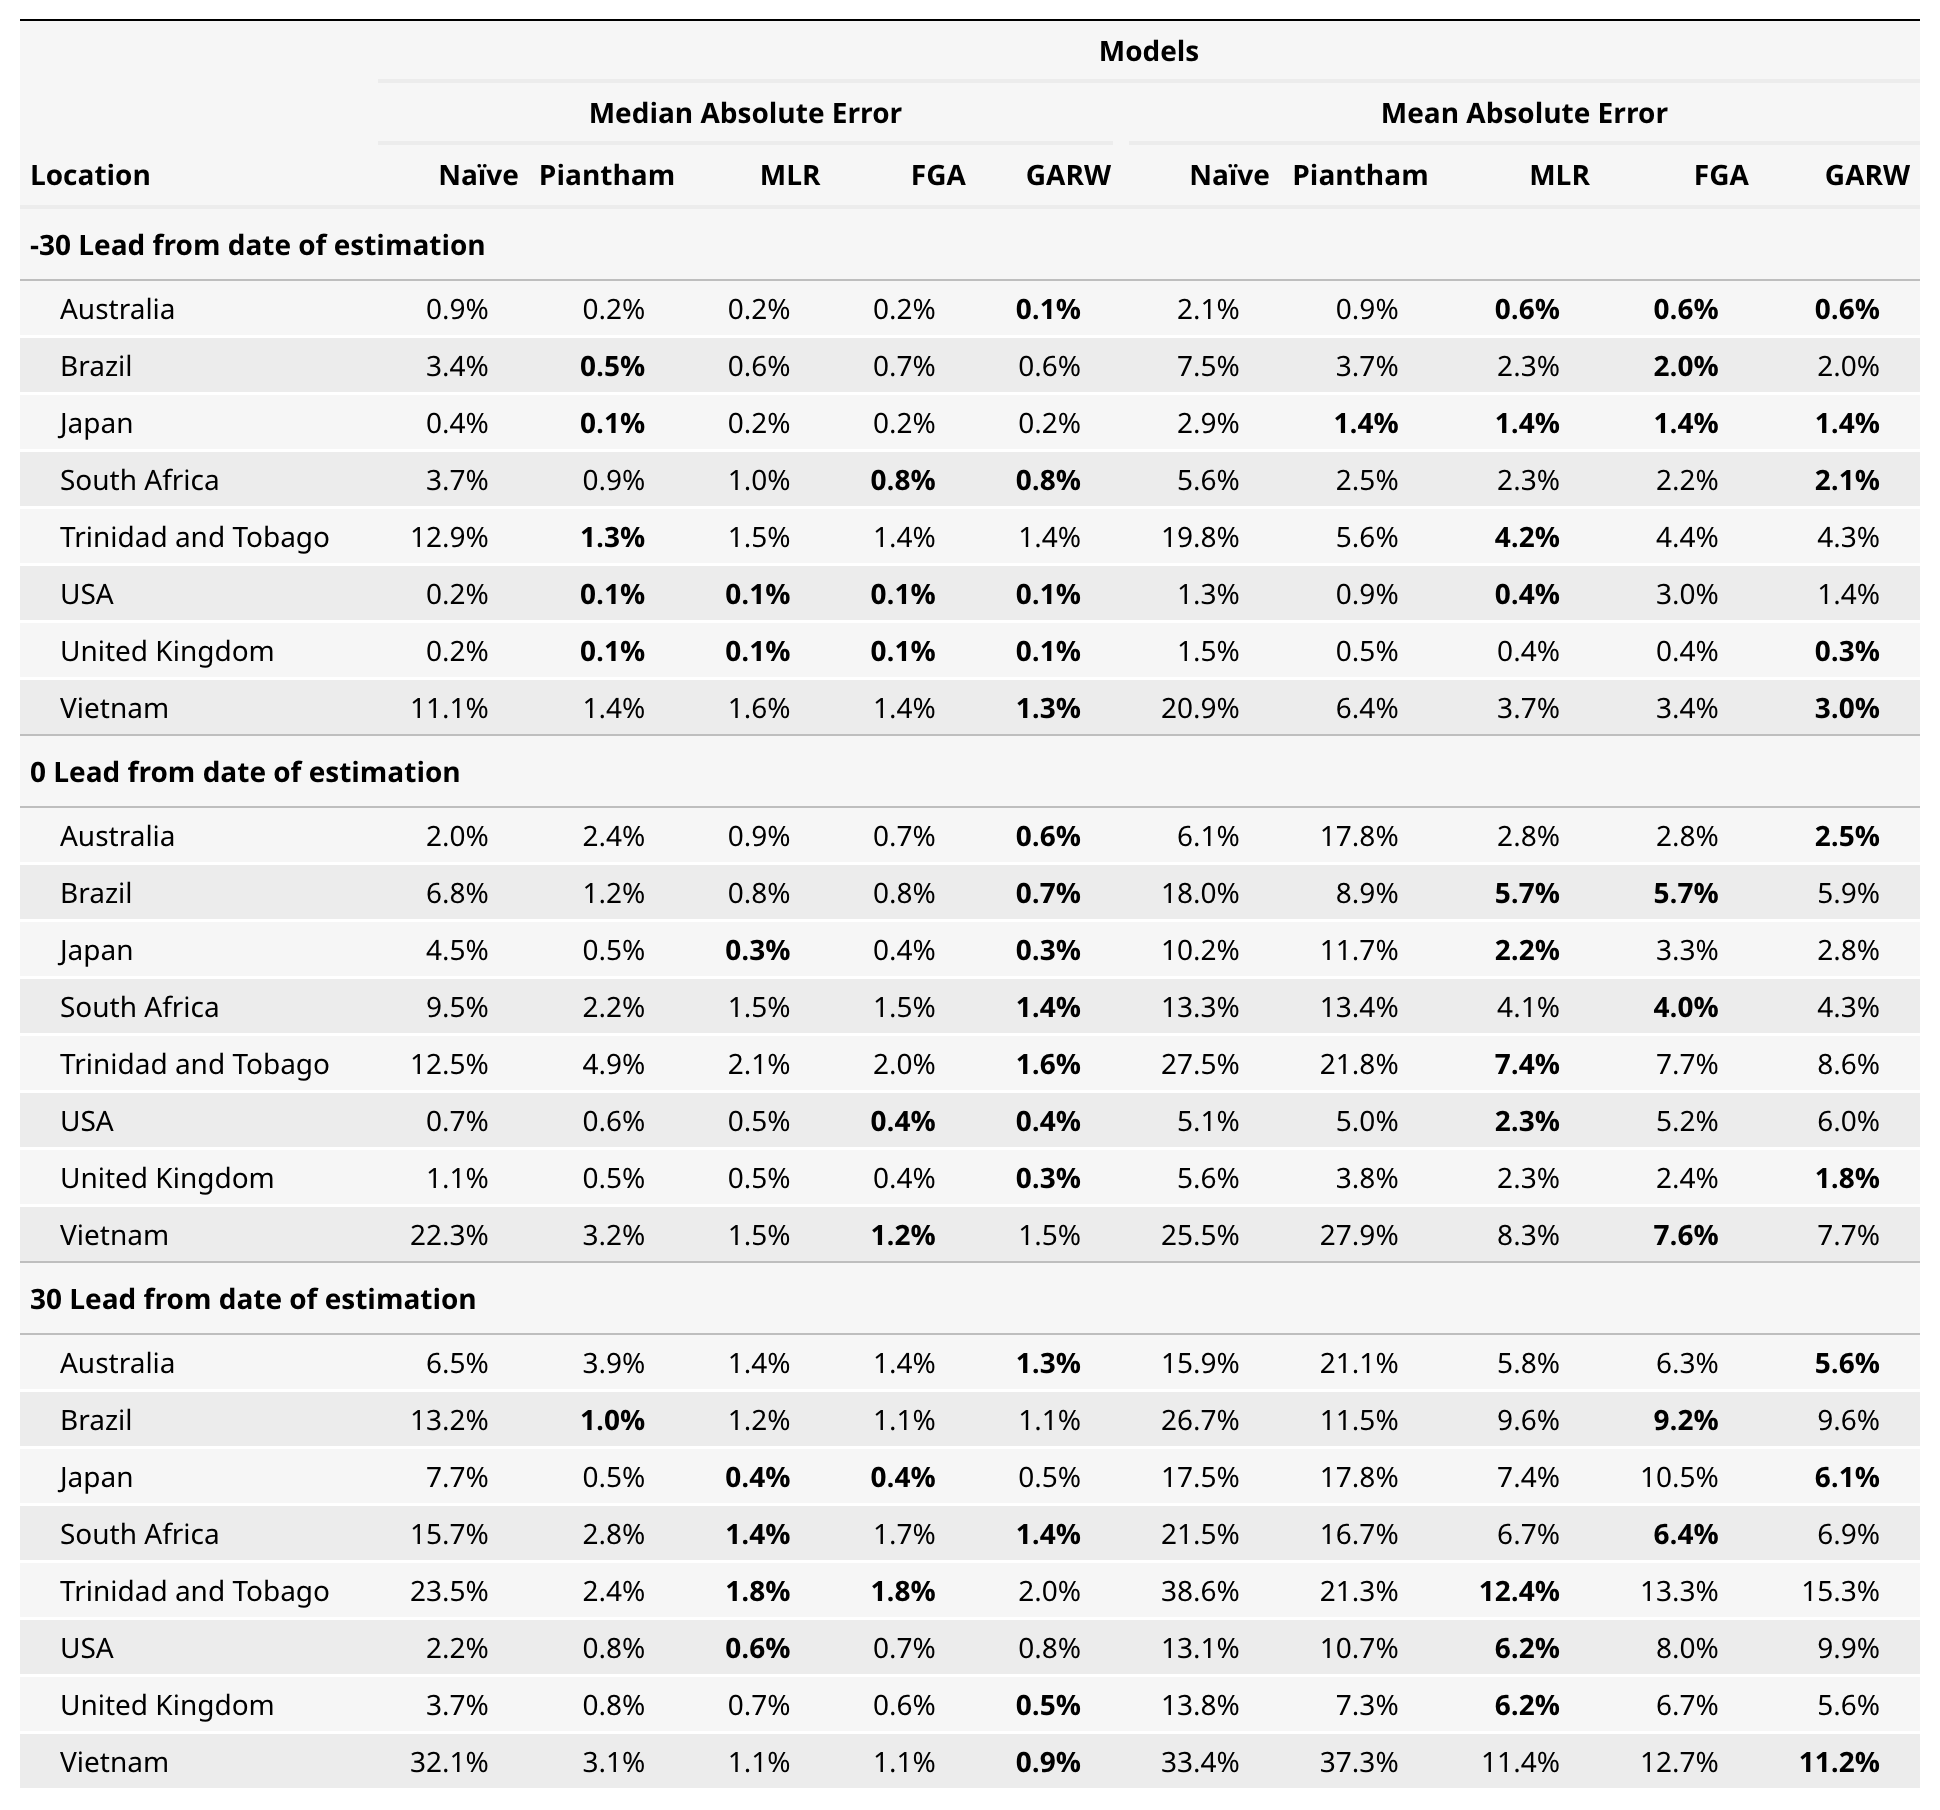 Models
Median Absolute Error Mean Absolute Error
Location Naïve Piantham MLR FGA GARW Naïve Piantham MLR FGA GARW
-30 Lead from date of estimation
Australia 0.9% 0.2% 0.2% 0.2% 0.1% 2.1% 0.9% 0.6% 0.6% 0.6%
Brazil 3.4% 0.5% 0.6% 0.7% 0.6% 7.5% 3.7% 2.3% 2.0% 2.0%
Japan 0.4% 0.1% 0.2% 0.2% 0.2% 2.9% 1.4% 1.4% 1.4% 1.4%
South Africa 3.7% 0.9% 1.0% 0.8% 0.8% 5.6% 2.5% 2.3% 2.2% 2.1%
Trinidad and Tobago 12.9% 1.3% 1.5% 1.4% 1.4% 19.8% 5.6% 4.2% 4.4% 4.3%
USA 0.2% 0.1% 0.1% 0.1% 0.1% 1.3% 0.9% 0.4% 3.0% 1.4%
United Kingdom 0.2% 0.1% 0.1% 0.1% 0.1% 1.5% 0.5% 0.4% 0.4% 0.3%
Vietnam 11.1% 1.4% 1.6% 1.4% 1.3% 20.9% 6.4% 3.7% 3.4% 3.0%
0 Lead from date of estimation
Australia 2.0% 2.4% 0.9% 0.7% 0.6% 6.1% 17.8% 2.8% 2.8% 2.5%
Brazil 6.8% 1.2% 0.8% 0.8% 0.7% 18.0% 8.9% 5.7% 5.7% 5.9%
Japan 4.5% 0.5% 0.3% 0.4% 0.3% 10.2% 11.7% 2.2% 3.3% 2.8%
South Africa 9.5% 2.2% 1.5% 1.5% 1.4% 13.3% 13.4% 4.1% 4.0% 4.3%
Trinidad and Tobago 12.5% 4.9% 2.1% 2.0% 1.6% 27.5% 21.8% 7.4% 7.7% 8.6%
USA 0.7% 0.6% 0.5% 0.4% 0.4% 5.1% 5.0% 2.3% 5.2% 6.0%
United Kingdom 1.1% 0.5% 0.5% 0.4% 0.3% 5.6% 3.8% 2.3% 2.4% 1.8%
Vietnam 22.3% 3.2% 1.5% 1.2% 1.5% 25.5% 27.9% 8.3% 7.6% 7.7%
30 Lead from date of estimation
Australia 6.5% 3.9% 1.4% 1.4% 1.3% 15.9% 21.1% 5.8% 6.3% 5.6%
Brazil 13.2% 1.0% 1.2% 1.1% 1.1% 26.7% 11.5% 9.6% 9.2% 9.6%
Japan 7.7% 0.5% 0.4% 0.4% 0.5% 17.5% 17.8% 7.4% 10.5% 6.1%
South Africa 15.7% 2.8% 1.4% 1.7% 1.4% 21.5% 16.7% 6.7% 6.4% 6.9%
Trinidad and Tobago 23.5% 2.4% 1.8% 1.8% 2.0% 38.6% 21.3% 12.4% 13.3% 15.3%
USA 2.2% 0.8% 0.6% 0.7% 0.8% 13.1% 10.7% 6.2% 8.0% 9.9%
United Kingdom 3.7% 0.8% 0.7% 0.6% 0.5% 13.8% 7.3% 6.2% 6.7% 5.6%
Vietnam 32.1% 3.1% 1.1% 1.1% 0.9% 33.4% 37.3% 11.4% 12.7% 11.2%